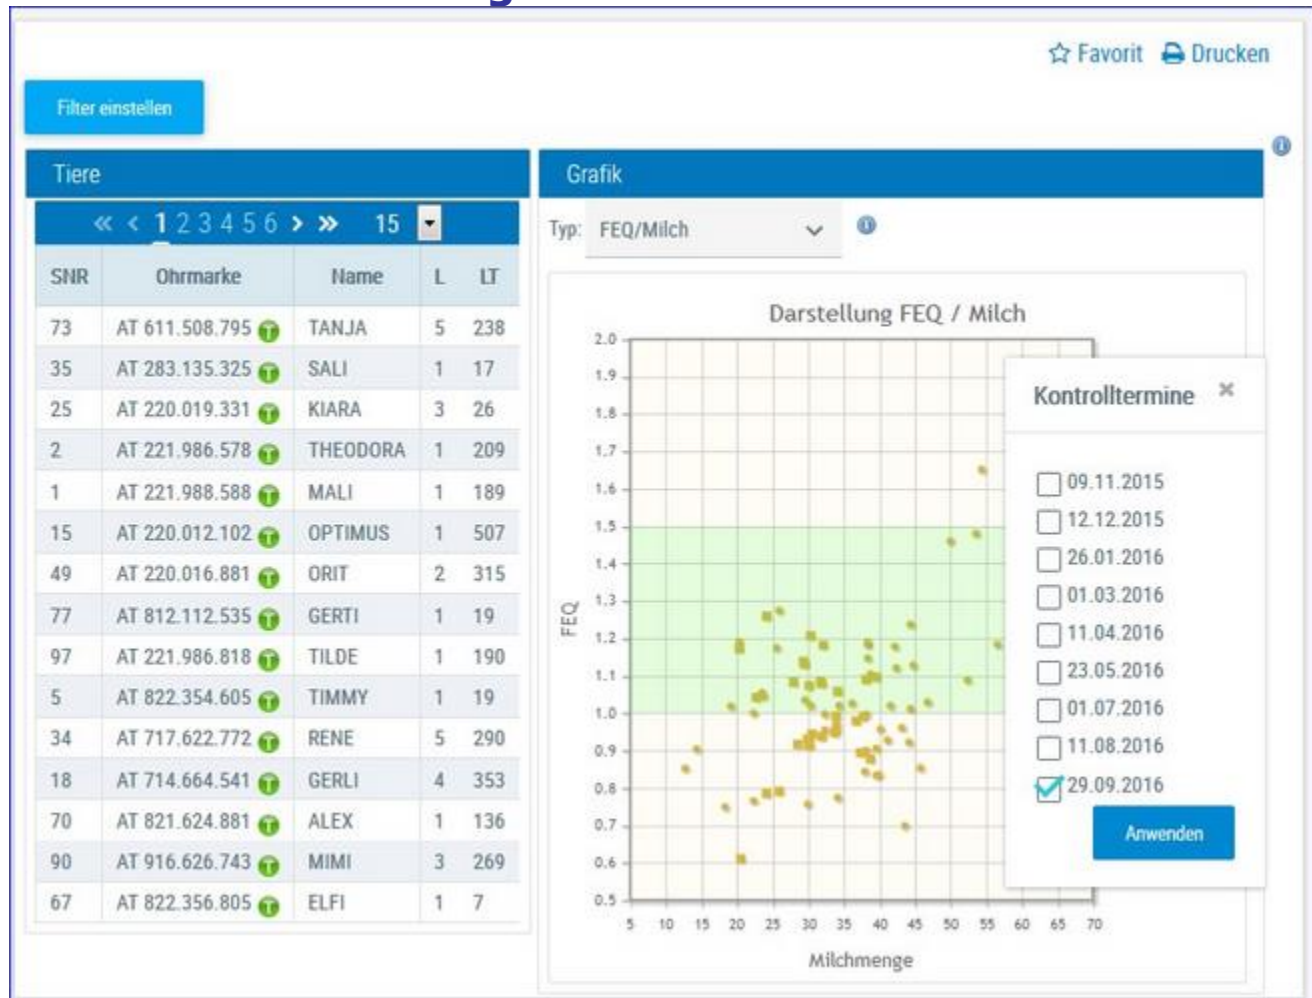 Favorit Drucken
Filter einstellen
Tiere
« < 1 2 3 4 5 6 > » 15
SNR Ohrmarke Name L LT
73 AT 611.508.795 T TANJA 5 238
35 AT 283.135.325 T SALI 1 17
25 AT 220.019.331 T KIARA 3 26
2 AT 221.986.578 T THEODORA 1 209
1 AT 221.988.588 T MALI 1 189
15 AT 220.012.102 T OPTIMUS 1 507
49 AT 220.016.881 T ORIT 2 315
77 AT 812.112.535 T GERTI 1 19
97 AT 221.986.818 T TILDE 1 190
5 AT 822.354.605 T TIMMY 1 19
34 AT 717.622.772 T RENE 5 290
18 AT 714.664.541 T GERLI 4 353
70 AT 821.624.881 T ALEX 1 136
90 AT 916.626.743 T MIMI 3 269
67 AT 822.356.805 T ELFI 1 7
Grafik
Typ: FEQ/Milch
Darstellung FEQ / Milch
2.0
1.9
1.8
1.7
1.6
1.5
1.4
1.3
1.2
1.1
1.0
0.9
0.8
0.7
0.6
0.5
FEQ
5 10 15 20 25 30 35 40 45 50 55 60 65 70
Milchmenge
Kontrolltermine ×
09.11.2015
12.12.2015
26.01.2016
01.03.2016
11.04.2016
23.05.2016
01.07.2016
11.08.2016
29.09.2016
Anwenden